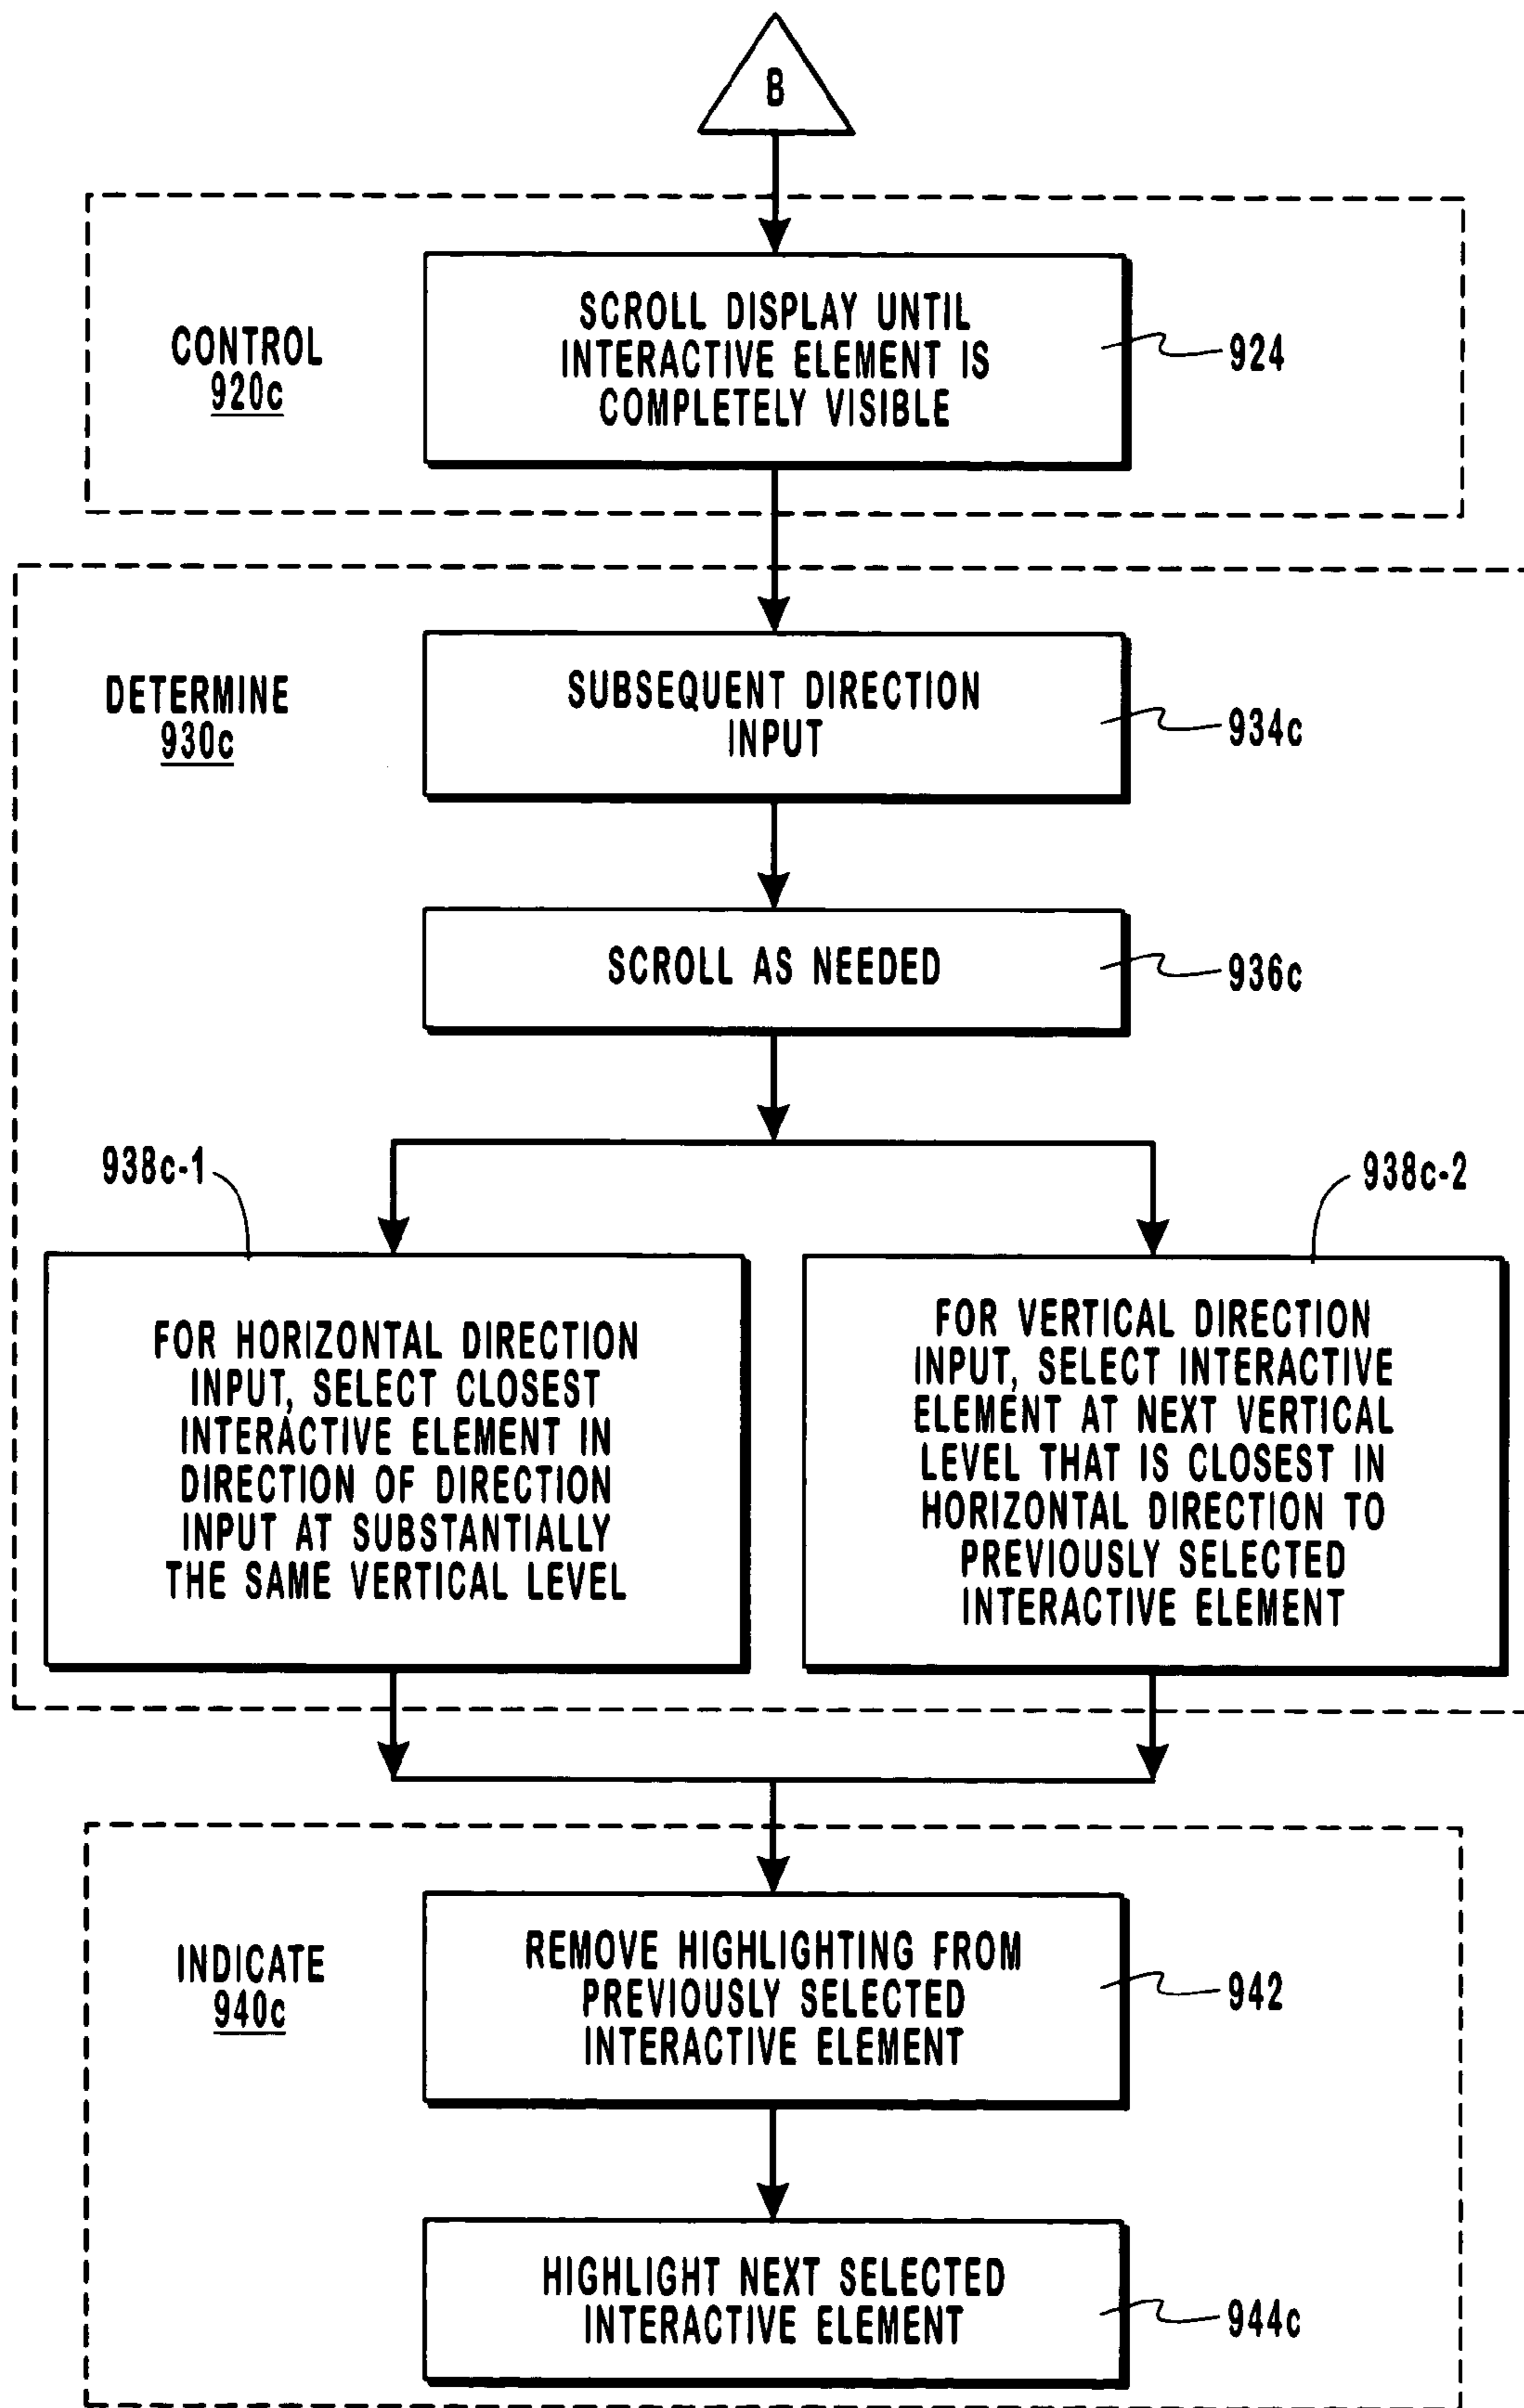 B
CONTROL
920c
SCROLL DISPLAY UNTIL
INTERACTIVE ELEMENT IS
COMPLETELY VISIBLE
924
DETERMINE
930c
SUBSEQUENT DIRECTION
INPUT
934c
SCROLL AS NEEDED
936c
938c-1
938c-2
FOR HORIZONTAL DIRECTION
INPUT, SELECT CLOSEST
INTERACTIVE ELEMENT IN
DIRECTION OF DIRECTION
INPUT AT SUBSTANTIALLY
THE SAME VERTICAL LEVEL
FOR VERTICAL DIRECTION
INPUT, SELECT INTERACTIVE
ELEMENT AT NEXT VERTICAL
LEVEL THAT IS CLOSEST IN
HORIZONTAL DIRECTION TO
PREVIOUSLY SELECTED
INTERACTIVE ELEMENT
INDICATE
940c
REMOVE HIGHLIGHTING FROM
PREVIOUSLY SELECTED
INTERACTIVE ELEMENT
942
HIGHLIGHT NEXT SELECTED
INTERACTIVE ELEMENT
944c